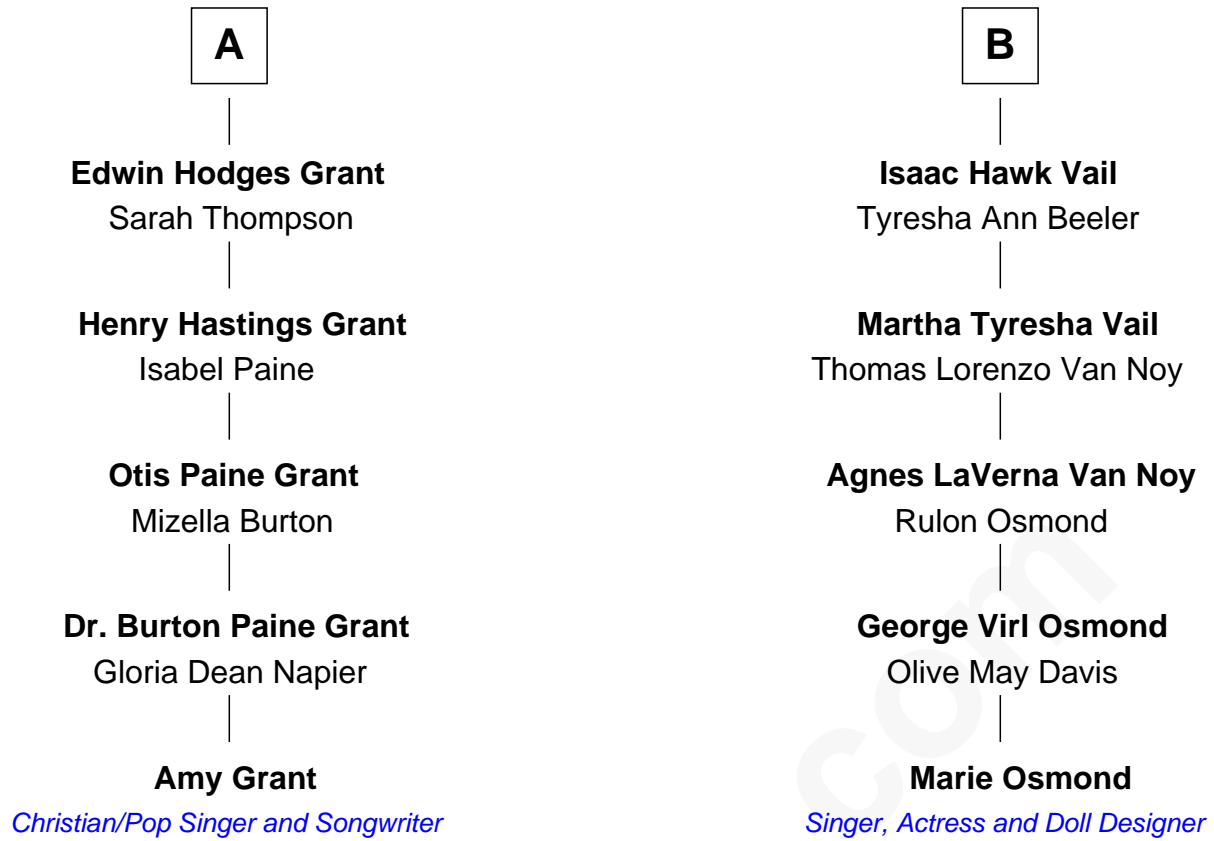 A
Edwin Hodges Grant
Sarah Thompson
Henry Hastings Grant
Isabel Paine
Otis Paine Grant
Mizella Burton
Dr. Burton Paine Grant
Gloria Dean Napier
Amy Grant
Christian/Pop Singer and Songwriter
B
Isaac Hawk Vail
Tyresha Ann Beeler
Martha Tyresha Vail
Thomas Lorenzo Van Noy
Agnes LaVerna Van Noy
Rulon Osmond
George Virl Osmond
Olive May Davis
Marie Osmond
Singer, Actress and Doll Designer
com